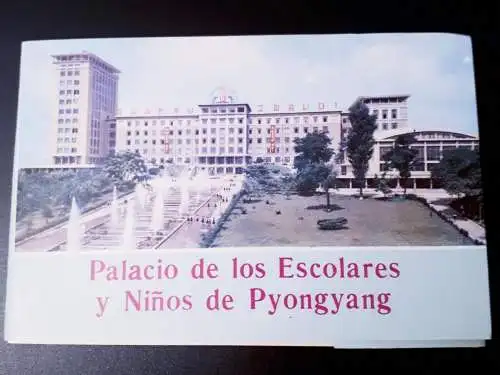 Palacio de los Escolares
y Niños de Pyongyang